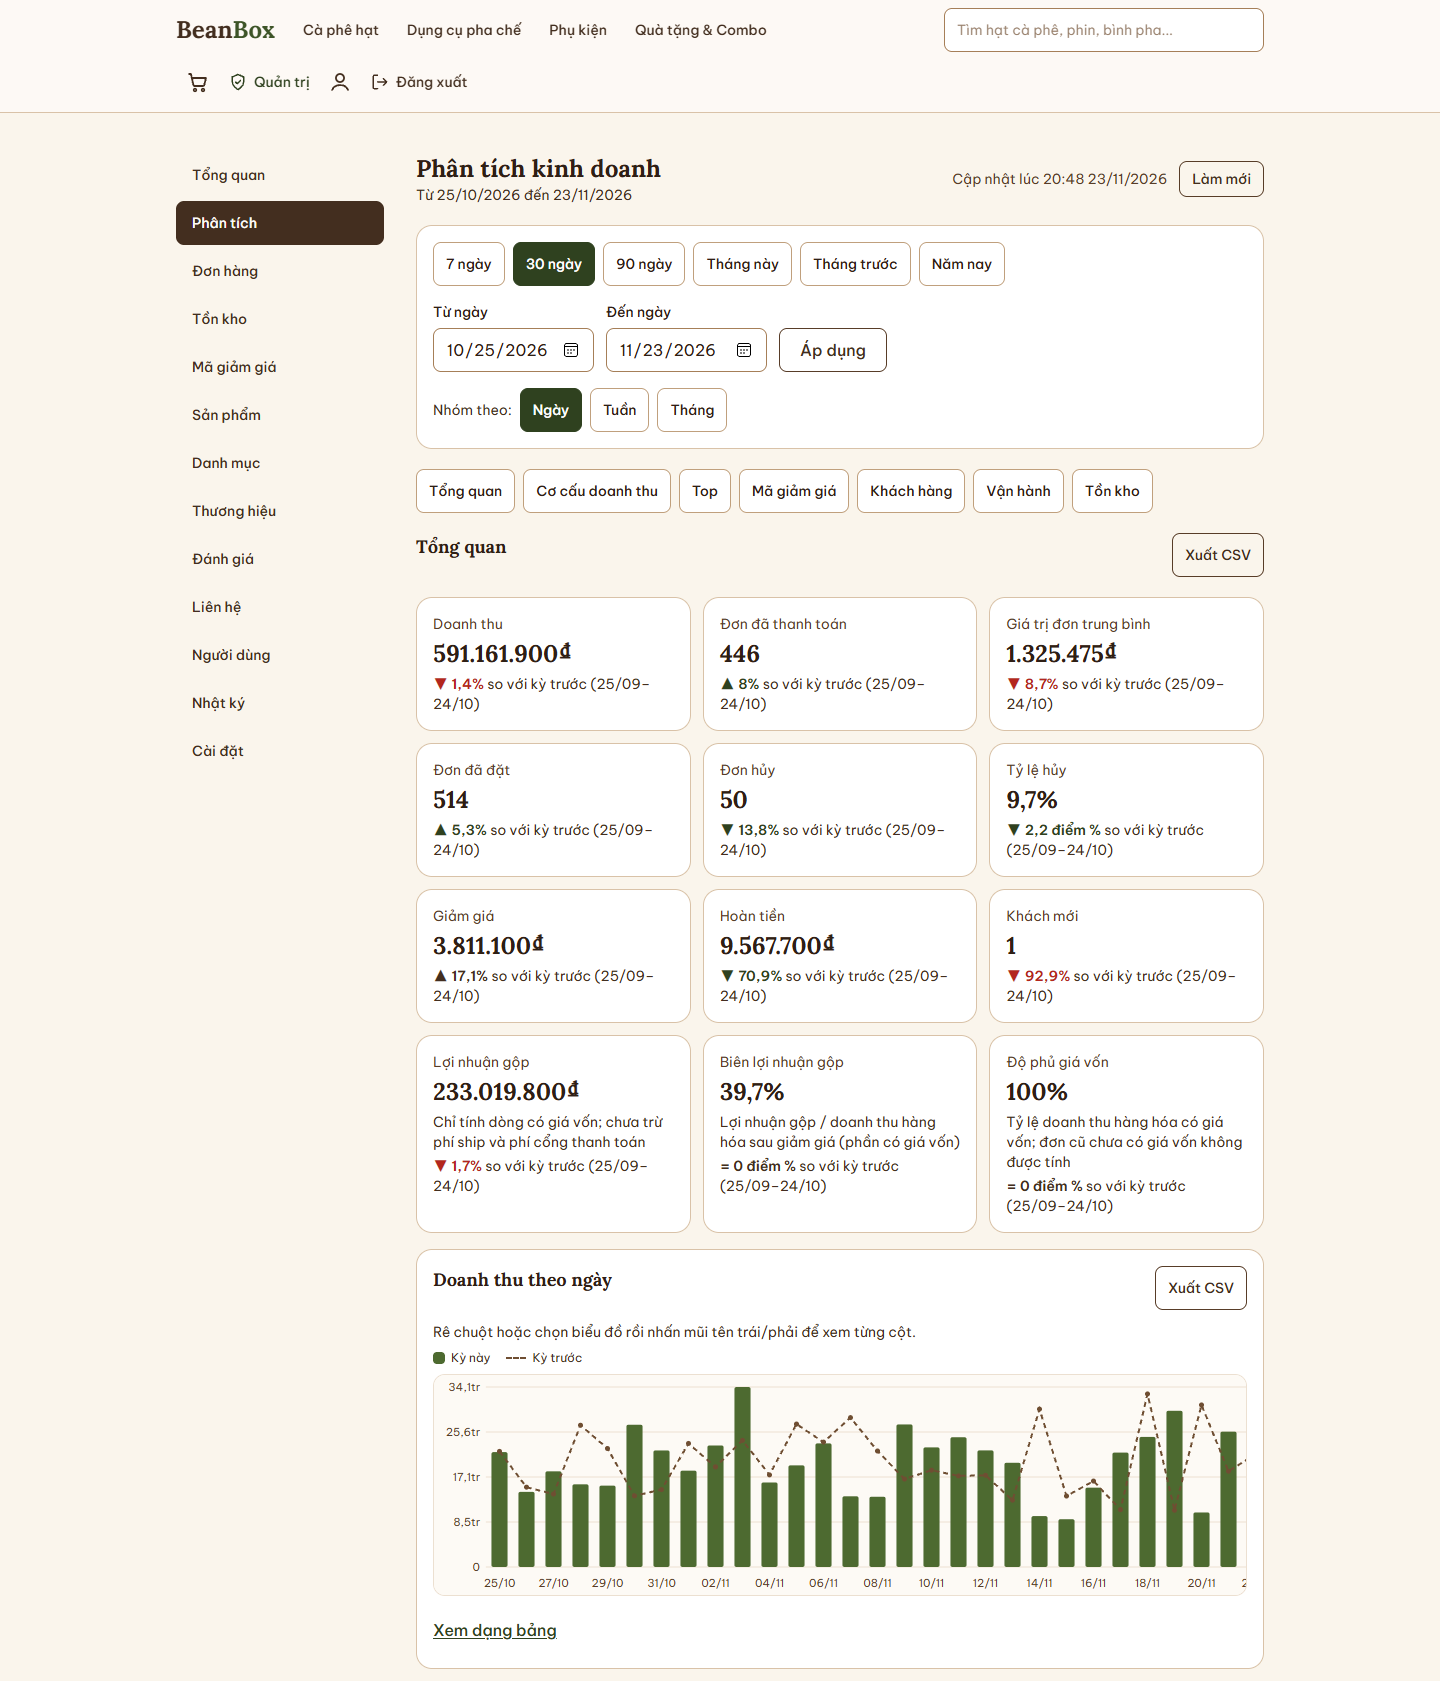 BeanBox
Cà phê hạt
Dụng cụ pha chế
Phụ kiện
Quà tặng & Combo
Tìm hạt cà phê, phin, bình pha...
Quản trị
Đăng xuất
Tổng quan
Phân tích
Đơn hàng
Tồn kho
Mã giảm giá
Sản phẩm
Danh mục
Thương hiệu
Đánh giá
Liên hệ
Người dùng
Nhật ký
Cài đặt
Phân tích kinh doanh
Từ 25/10/2026 đến 23/11/2026
Cập nhật lúc 20:48 23/11/2026
Làm mới
7 ngày
30 ngày
90 ngày
Tháng này
Tháng trước
Năm nay
Từ ngày
Đến ngày
10/25/2026
11/23/2026
Áp dụng
Nhóm theo:
Ngày
Tuần
Tháng
Tổng quan
Cơ cấu doanh thu
Top
Mã giảm giá
Khách hàng
Vận hành
Tồn kho
Tổng quan
Xuất CSV
Doanh thu
591.161.900₫
▼ 1,4% so với kỳ trước (25/09–
24/10)
Đơn đã thanh toán
446
▲ 8% so với kỳ trước (25/09–
24/10)
Giá trị đơn trung bình
1.325.475₫
▼ 8,7% so với kỳ trước (25/09–
24/10)
Đơn đã đặt
514
▲ 5,3% so với kỳ trước (25/09–
24/10)
Đơn hủy
50
▼ 13,8% so với kỳ trước (25/09–
24/10)
Tỷ lệ hủy
9,7%
▼ 2,2 điểm % so với kỳ trước
(25/09–24/10)
Giảm giá
3.811.100₫
▲ 17,1% so với kỳ trước (25/09–
24/10)
Hoàn tiền
9.567.700₫
▼ 70,9% so với kỳ trước (25/09–
24/10)
Khách mới
1
▼ 92,9% so với kỳ trước (25/09–
24/10)
Lợi nhuận gộp
233.019.800₫
Chỉ tính dòng có giá vốn; chưa trừ
phí ship và phí cổng thanh toán
▼ 1,7% so với kỳ trước (25/09–
24/10)
Biên lợi nhuận gộp
39,7%
Lợi nhuận gộp / doanh thu hàng
hóa sau giảm giá (phần có giá vốn)
= 0 điểm % so với kỳ trước
(25/09–24/10)
Độ phủ giá vốn
100%
Tỷ lệ doanh thu hàng hóa có giá
vốn; đơn cũ chưa có giá vốn không
được tính
= 0 điểm % so với kỳ trước
(25/09–24/10)
Doanh thu theo ngày
Xuất CSV
Rê chuột hoặc chọn biểu đồ rồi nhấn mũi tên trái/phải để xem từng cột.
Kỳ này
Kỳ trước
34,1tr
25,6tr
17,1tr
8,5tr
0
25/10
27/10
29/10
31/10
02/11
04/11
06/11
08/11
10/11
12/11
14/11
16/11
18/11
20/11
Xem dạng bảng